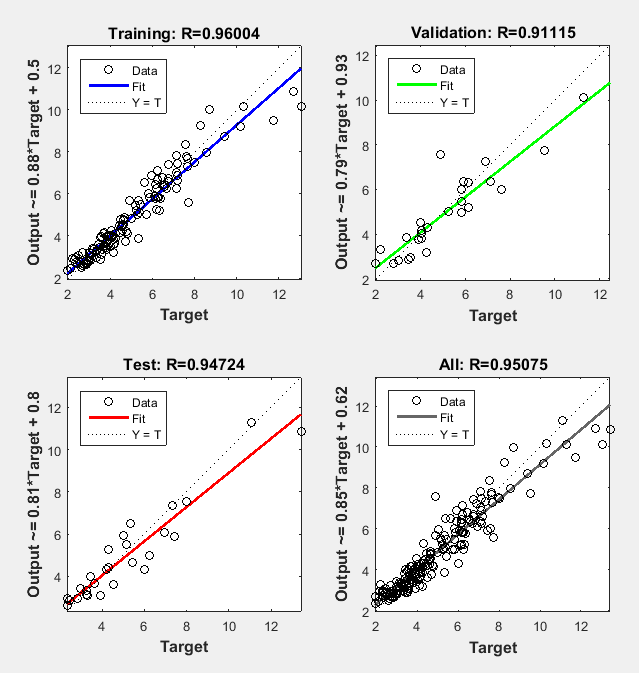 Training: R=0.96004
Output ~= 0.88*Target + 0.5
Data
Fit
Y = T
12
10
8
6
4
2
2 4 6 8 10 12
Target
Validation: R=0.91115
Output ~= 0.79*Target + 0.93
Data
Fit
Y = T
12
10
8
6
4
2
2 4 6 8 10 12
Target
Test: R=0.94724
Output ~= 0.81*Target + 0.8
Data
Fit
Y = T
12
10
8
6
4
4 6 8 10 12
Target
All: R=0.95075
Output ~= 0.85*Target + 0.62
Data
Fit
Y = T
12
10
8
6
4
2
2 4 6 8 10 12
Target